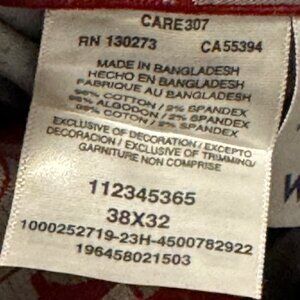 CARE307
RN 130273 CA55394
MADE IN BANGLADESH
HECHO EN BANGLADESH
FABRIQUE AU BANGLADESH
98% COTTON / 2% SPANDEX
98% ALGODON / 2% SPANDEX
98% COTON / 2% SPANDEX
EXCLUSIVE OF DECORATION / EXCEPTO
DECORACION / EXCLUSIVE OF TRIMMING/
GARNITURE NON COMPRISE
112345365
38X32
1000252719-23H-4500782922
196458021503